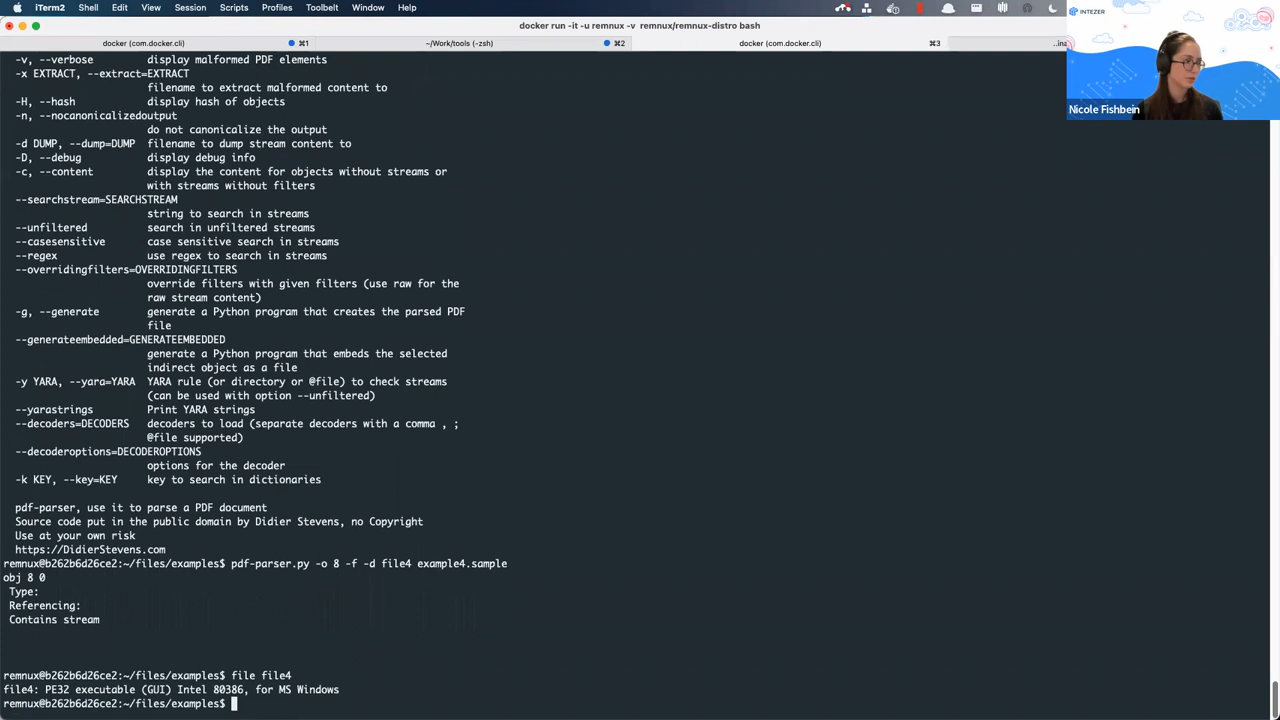 iTerm2 Shell Edit View Session Scripts Profiles Toolbelt Window Help
docker run -it -u remnux -v remnux/remnux-distro bash
docker (com.docker.cli) ⌘1 ~/Work/tools (-zsh) ⌘2 docker (com.docker.cli) ⌘3
INTEZER
Nicole Fishbein
-v, --verbose display malformed PDF elements
-x EXTRACT, --extract=EXTRACT
filename to extract malformed content to
-H, --hash display hash of objects
-n, --nocanonicalizedoutput
do not canonicalize the output
-d DUMP, --dump=DUMP filename to dump stream content to
-D, --debug display debug info
-c, --content display the content for objects without streams or
with streams without filters
--searchstream=SEARCHSTREAM
string to search in streams
--unfiltered search in unfiltered streams
--casesensitive case sensitive search in streams
--regex use regex to search in streams
--overridingfilters=OVERRIDINGFILTERS
override filters with given filters (use raw for the
raw stream content)
-g, --generate generate a Python program that creates the parsed PDF
file
--generateembedded=GENERATEEMBEDDED
generate a Python program that embeds the selected
indirect object as a file
-y YARA, --yara=YARA YARA rule (or directory or @file) to check streams
(can be used with option --unfiltered)
--yarastrings Print YARA strings
--decoders=DECODERS decoders to load (separate decoders with a comma , ;
@file supported)
--decoderoptions=DECODEROPTIONS
options for the decoder
-k KEY, --key=KEY key to search in dictionaries
pdf-parser, use it to parse a PDF document
Source code put in the public domain by Didier Stevens, no Copyright
Use at your own risk
https://DidierStevens.com
remnux@b262b6d26ce2:~/files/examples$ pdf-parser.py -o 8 -f -d file4 example4.sample
obj 8 0
Type:
Referencing:
Contains stream
remnux@b262b6d26ce2:~/files/examples$ file file4
file4: PE32 executable (GUI) Intel 80386, for MS Windows
remnux@b262b6d26ce2:~/files/examples$